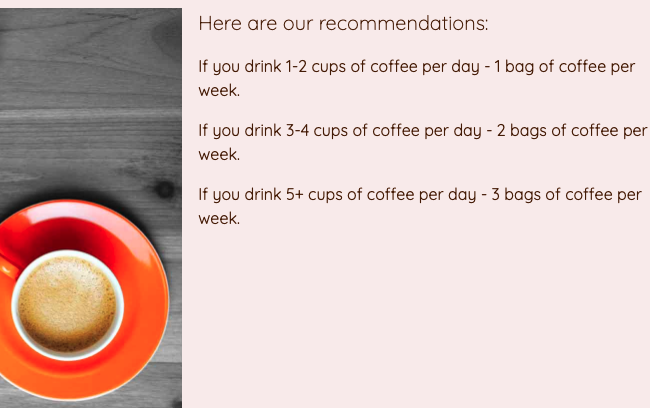 Here are our recommendations:
If you drink 1-2 cups of coffee per day - 1 bag of coffee per
week.
If you drink 3-4 cups of coffee per day - 2 bags of coffee per
week.
If you drink 5+ cups of coffee per day - 3 bags of coffee per
week.